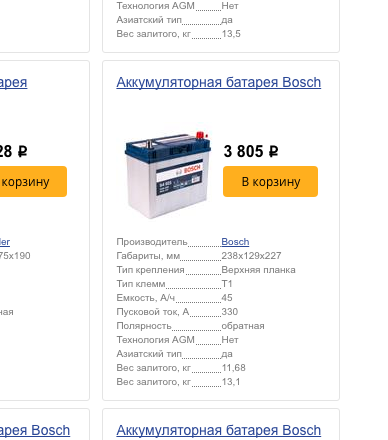 Технология AGM Нет
Азиатский тип да
Вес залитого, кг 13,5
арея
Аккумуляторная батарея Bosch
BOSCH
28 ₽
3 805 ₽
корзину
В корзину
der
75x190
ная
Производитель Bosch
Габариты, мм 238x129x227
Тип крепления Верхняя планка
Тип клемм T1
Емкость, А/ч 45
Пусковой ток, А 330
Полярность обратная
Технология AGM Нет
Азиатский тип да
Вес залитого, кг 11,68
Вес залитого, кг 13,1
арея Bosch
Аккумуляторная батарея Bosch